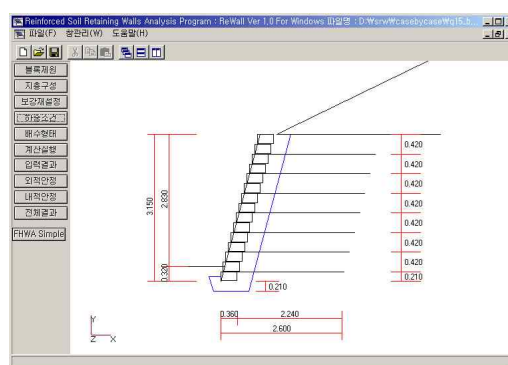 Reinforced Soil Retaining Walls Analysis Program : ReWall Ver 1.0 For Windows 파일명 : D:\srw\casebycase\g15.b...
파일(F) 창관리(W) 도움말(H)
블록제원
지층구성
보강재설정
하중조건
배수형태
계산실행
입력결과
외적안정
내적안정
전체결과
FHWA Simple
3.150
2.830
0.320
0.420
0.420
0.420
0.420
0.420
0.420
0.420
0.210
0.210
0.360 2.240
2.600
Y
Z X